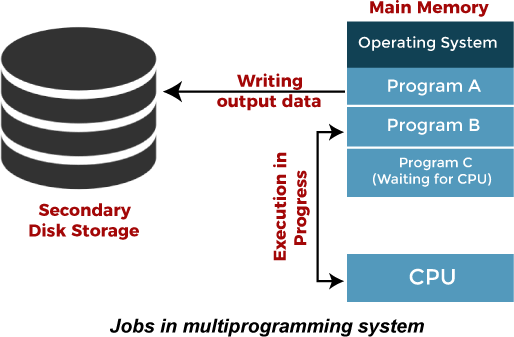 Main Memory
Operating System
Writing
output data
Program A
Program B
Program C
(Waiting for CPU)
Execution in
Progress
Secondary
Disk Storage
CPU
Jobs in multiprogramming system